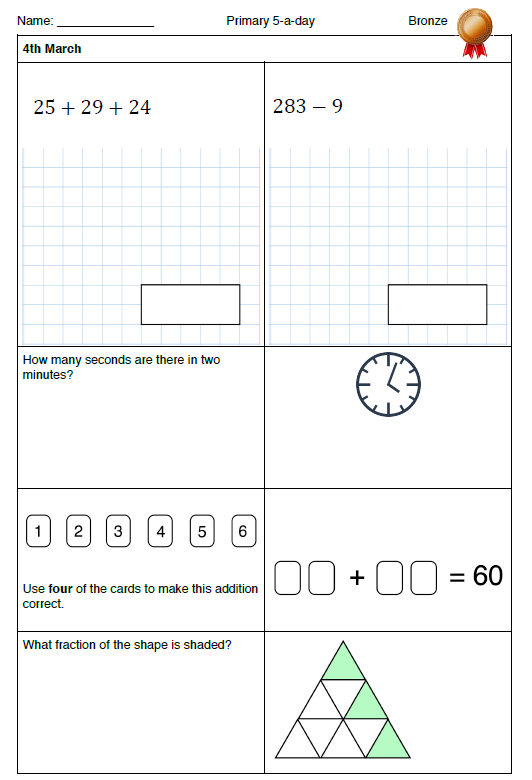 Name: ______________ Primary 5-a-day Bronze
4th March
25 + 29 + 24 283 − 9
How many seconds are there in two
minutes?
1 2 3 4 5 6
Use four of the cards to make this addition
correct.
+ = 60
What fraction of the shape is shaded?